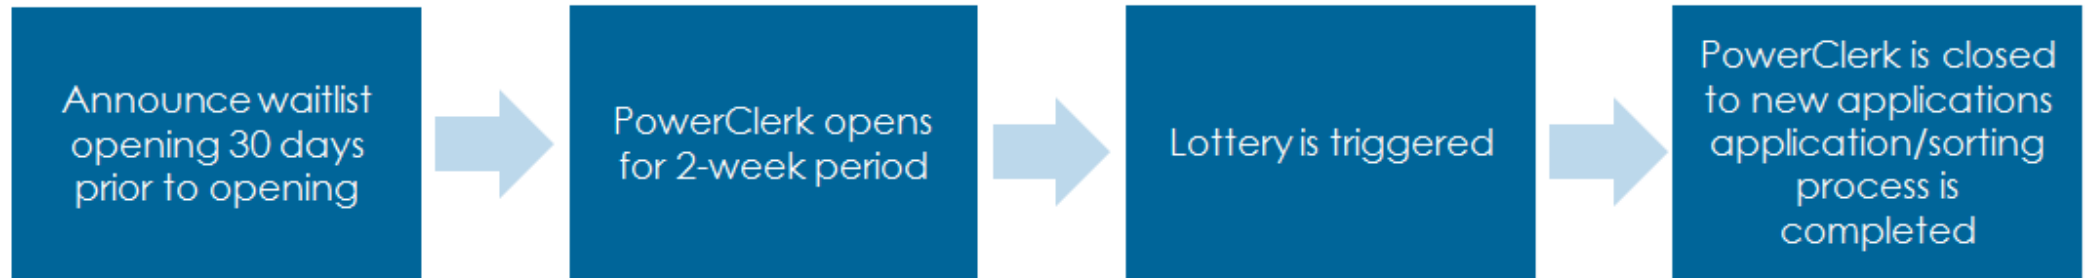 Announce waitlist
opening 30 days
prior to opening
PowerClerk opens
for 2-week period
Lottery is triggered
PowerClerk is closed
to new applications
application/sorting
process is
completed